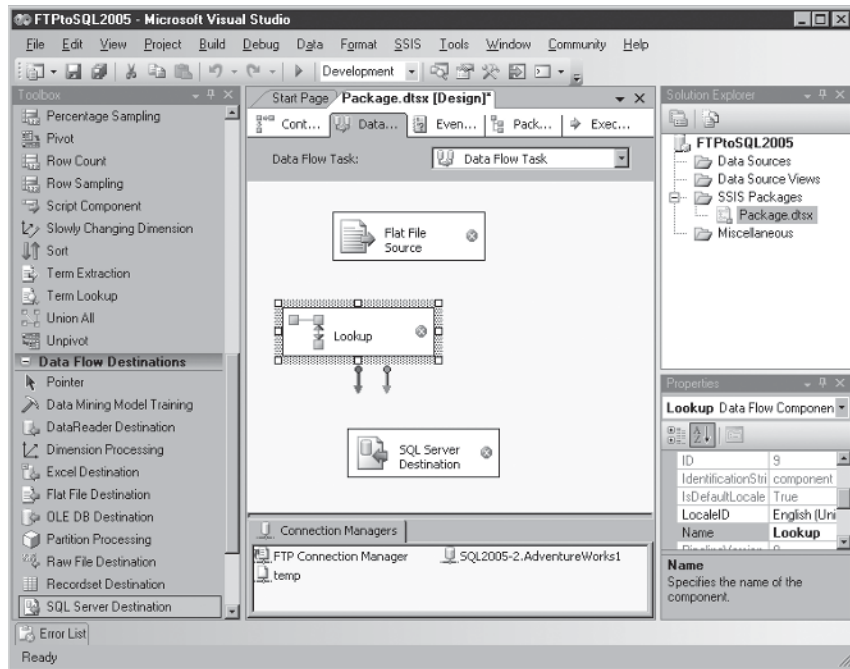 FTPtoSQL2005 - Microsoft Visual Studio
File Edit View Project Build Debug Data Format SSIS Tools Window Community Help
Development
Toolbox
Percentage Sampling
Pivot
Row Count
Row Sampling
Script Component
Slowly Changing Dimension
Sort
Term Extraction
Term Lookup
Union All
Unpivot
Data Flow Destinations
Pointer
Data Mining Model Training
DataReader Destination
Dimension Processing
Excel Destination
Flat File Destination
OLE DB Destination
Partition Processing
Raw File Destination
Recordset Destination
SQL Server Destination
Start Page Package.dtsx [Design]*
Cont... Data... Even... Pack... Exec...
Data Flow Task: Data Flow Task
Flat File
Source
Lookup
SQL Server
Destination
Connection Managers
FTP Connection Manager SQL2005-2.AdventureWorks1
temp
Solution Explorer
FTPtoSQL2005
Data Sources
Data Source Views
SSIS Packages
Package.dtsx
Miscellaneous
Properties
Lookup Data Flow Componen
ID 9
IdentificationStri component
IsDefaultLocale True
LocaleID English (Uni
Name Lookup
Name
Specifies the name of the
component.
Error List
Ready